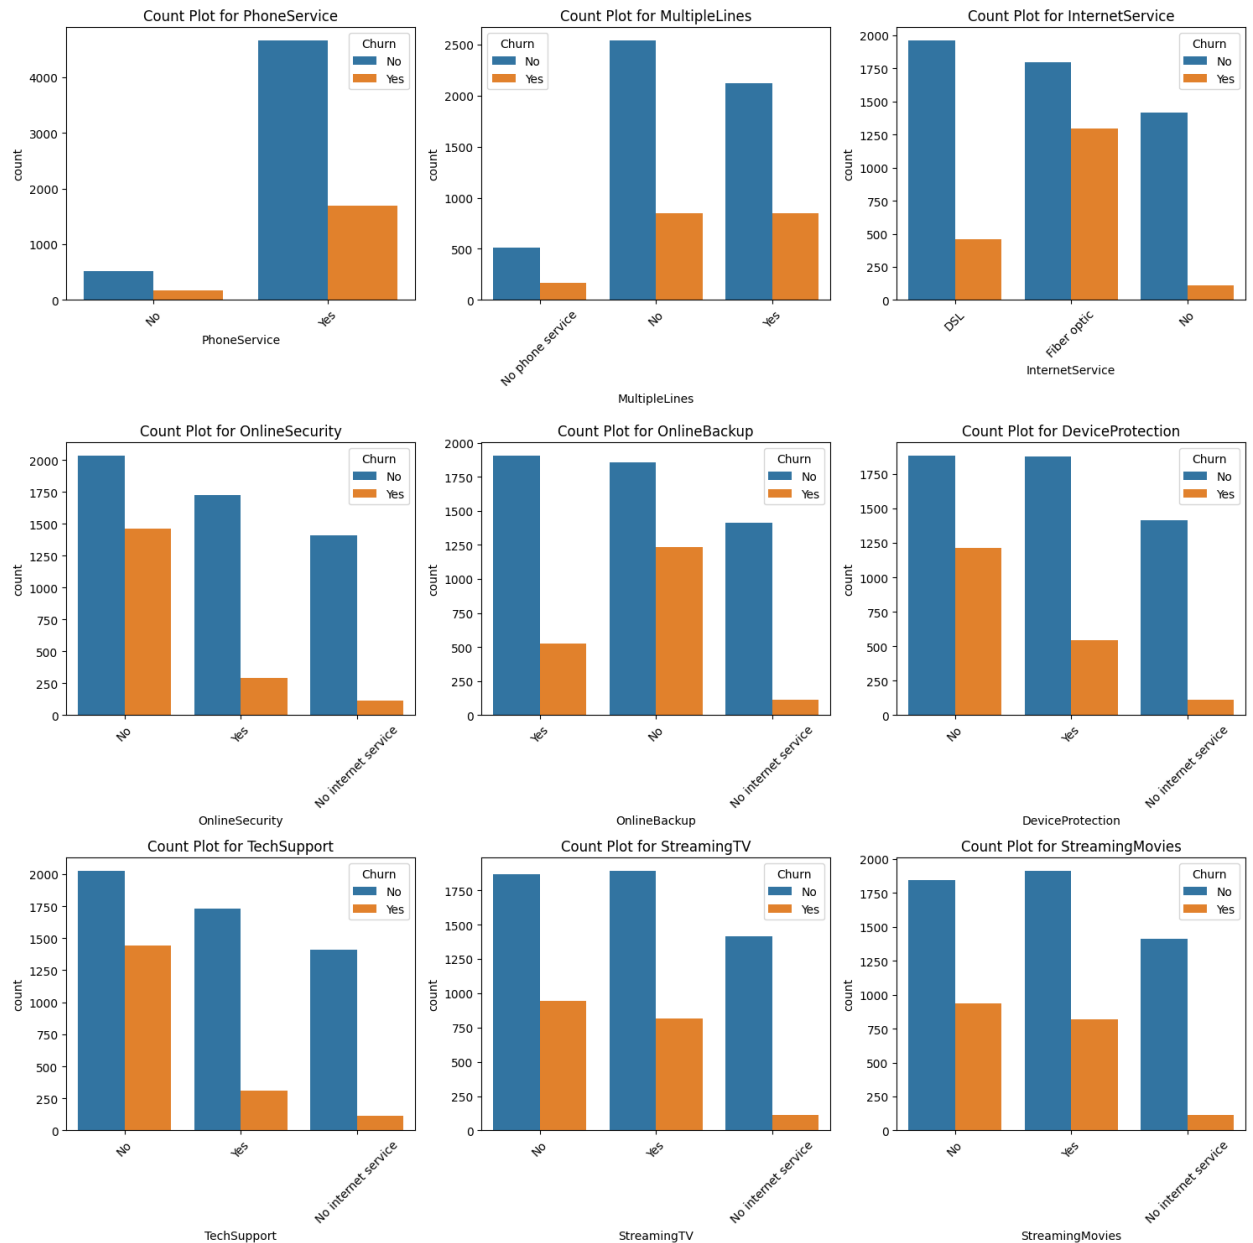 Count Plot for PhoneService
Churn
No
Yes
4000
3000
2000
1000
0
count
No
Yes
PhoneService
Count Plot for MultipleLines
Churn
No
Yes
2500
2000
1500
1000
500
0
count
No phone service
No
Yes
MultipleLines
Count Plot for InternetService
Churn
No
Yes
2000
1750
1500
1250
1000
750
500
250
0
count
DSL
Fiber optic
No
InternetService
Count Plot for OnlineSecurity
Churn
No
Yes
2000
1750
1500
1250
1000
750
500
250
0
count
No
Yes
No internet service
OnlineSecurity
Count Plot for OnlineBackup
Churn
No
Yes
2000
1750
1500
1250
1000
750
500
250
0
count
Yes
No
No internet service
OnlineBackup
Count Plot for DeviceProtection
Churn
No
Yes
1750
1500
1250
1000
750
500
250
0
count
No
Yes
No internet service
DeviceProtection
Count Plot for TechSupport
Churn
No
Yes
2000
1750
1500
1250
1000
750
500
250
0
count
No
Yes
No internet service
TechSupport
Count Plot for StreamingTV
Churn
No
Yes
1750
1500
1250
1000
750
500
250
0
count
No
Yes
No internet service
StreamingTV
Count Plot for StreamingMovies
Churn
No
Yes
2000
1750
1500
1250
1000
750
500
250
0
count
No
Yes
No internet service
StreamingMovies